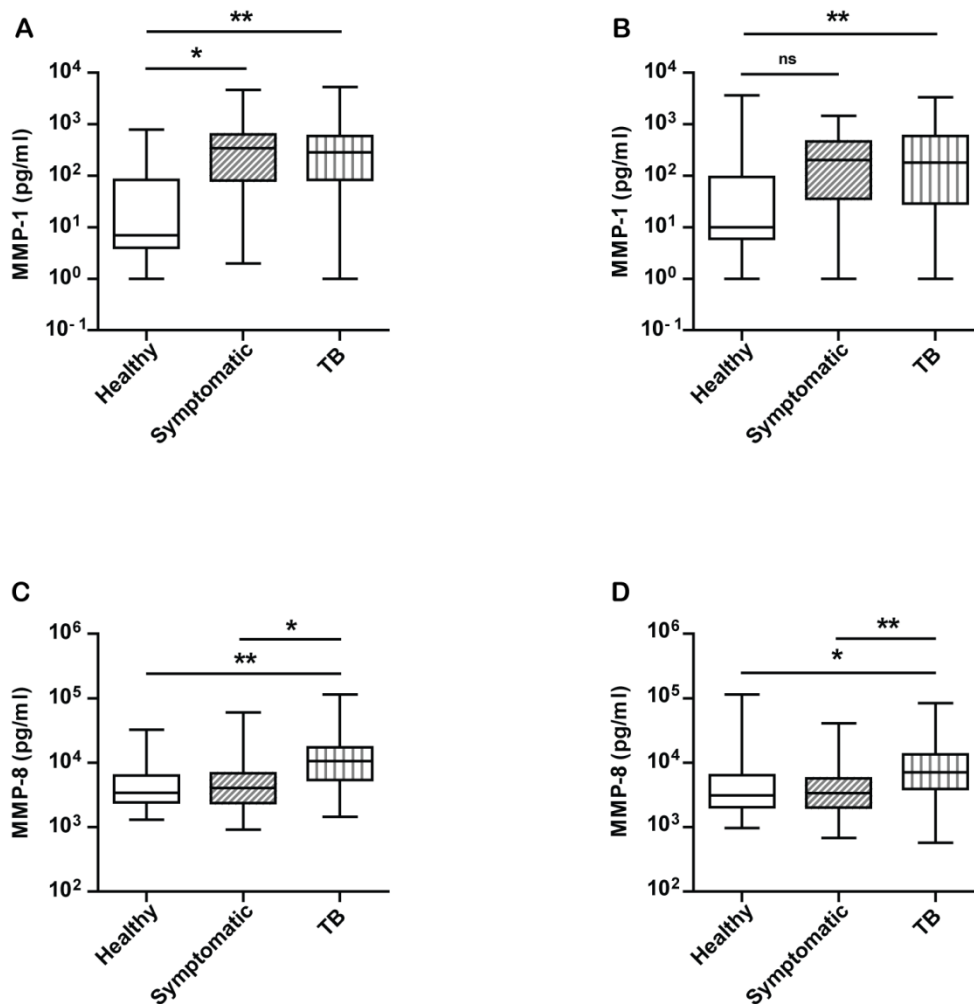 A
**
*
MMP-1 (pg/ml)
10⁴
10³
10²
10¹
10⁰
10⁻¹
Healthy
Symptomatic
TB
B
**
ns
MMP-1 (pg/ml)
10⁴
10³
10²
10¹
10⁰
10⁻¹
Healthy
Symptomatic
TB
C
*
**
MMP-8 (pg/ml)
10⁶
10⁵
10⁴
10³
10²
Healthy
Symptomatic
TB
D
**
*
MMP-8 (pg/ml)
10⁶
10⁵
10⁴
10³
10²
Healthy
Symptomatic
TB